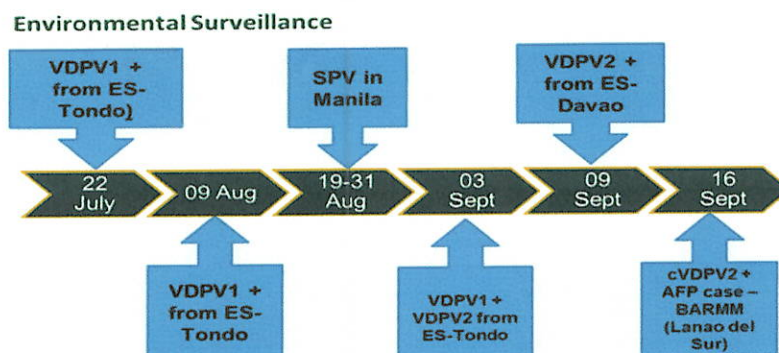 Environmental Surveillance
VDPV1 +
from ES-
Tondo)
SPV in
Manila
VDPV2 +
from ES-
Davao
22
July
09 Aug
19-31
Aug
03
Sept
09
Sept
16
Sept
VDPV1 +
from ES-
Tondo
VDPV1 +
VDPV2 from
ES-Tondo
cVDPV2 +
AFP case –
BARMM
(Lanao del
Sur)